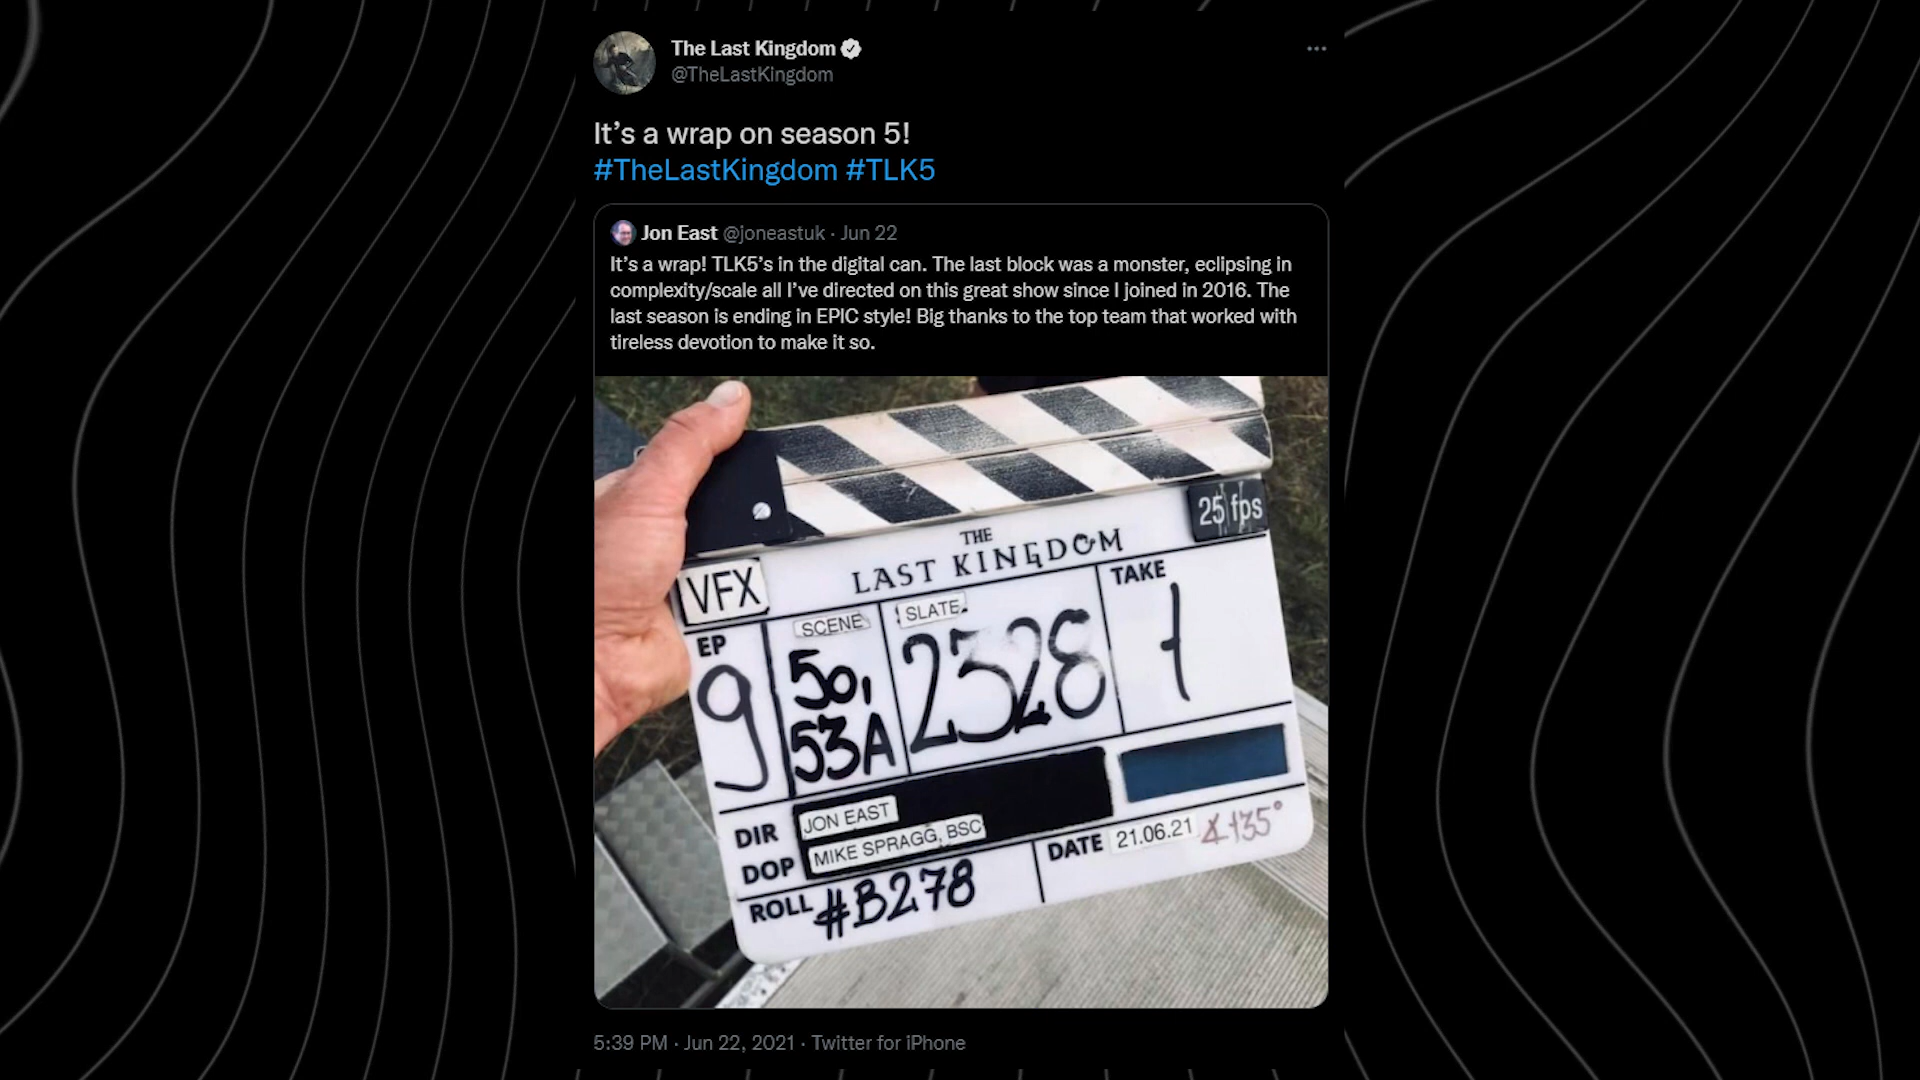 The Last Kingdom
@TheLastKingdom
It's a wrap on season 5!
#TheLastKingdom #TLK5
Jon East @joneastuk · Jun 22
It's a wrap! TLK5's in the digital can. The last block was a monster, eclipsing in
complexity/scale all I've directed on this great show since I joined in 2016. The
last season is ending in EPIC style! Big thanks to the top team that worked with
tireless devotion to make it so.
25 fps
THE
LAST KINGDOM
VFX
TAKE
1
EP
9
SCENE
50,
53A
SLATE
2328
DIR
JON EAST
DOP
MIKE SPRAGG, BSC
ROLL
#B278
DATE
21.06.21
∡135°
5:39 PM · Jun 22, 2021 · Twitter for iPhone